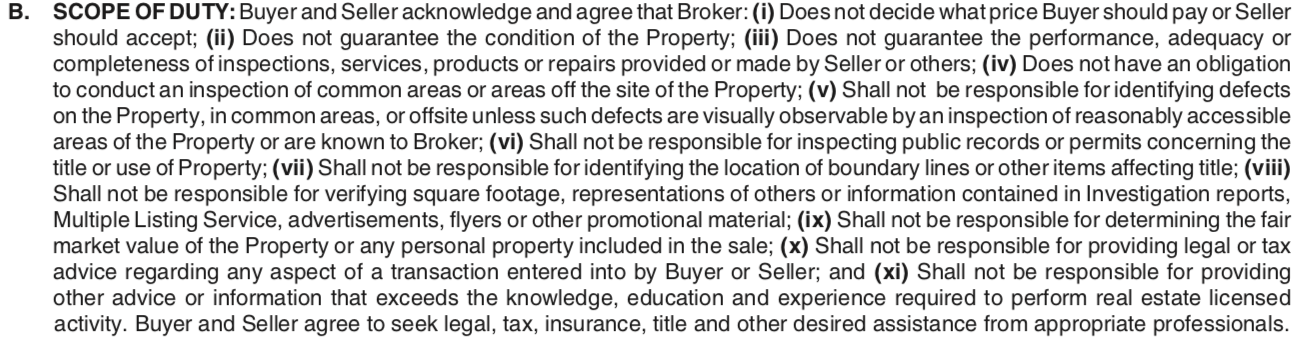 B. SCOPE OF DUTY: Buyer and Seller acknowledge and agree that Broker: (i) Does not decide what price Buyer should pay or Seller
should accept; (ii) Does not guarantee the condition of the Property; (iii) Does not guarantee the performance, adequacy or
completeness of inspections, services, products or repairs provided or made by Seller or others; (iv) Does not have an obligation
to conduct an inspection of common areas or areas off the site of the Property; (v) Shall not be responsible for identifying defects
on the Property, in common areas, or offsite unless such defects are visually observable by an inspection of reasonably accessible
areas of the Property or are known to Broker; (vi) Shall not be responsible for inspecting public records or permits concerning the
title or use of Property; (vii) Shall not be responsible for identifying the location of boundary lines or other items affecting title; (viii)
Shall not be responsible for verifying square footage, representations of others or information contained in Investigation reports,
Multiple Listing Service, advertisements, flyers or other promotional material; (ix) Shall not be responsible for determining the fair
market value of the Property or any personal property included in the sale; (x) Shall not be responsible for providing legal or tax
advice regarding any aspect of a transaction entered into by Buyer or Seller; and (xi) Shall not be responsible for providing
other advice or information that exceeds the knowledge, education and experience required to perform real estate licensed
activity. Buyer and Seller agree to seek legal, tax, insurance, title and other desired assistance from appropriate professionals.